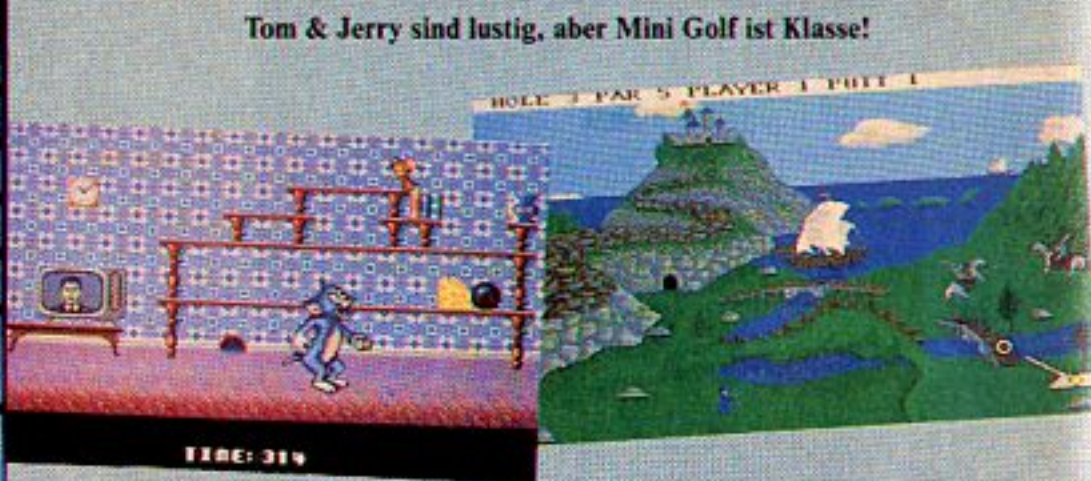 Tom & Jerry sind lustig, aber Mini Golf ist Klasse!
HOLE 3 PAR 5 PLAYER 1 PUTT 1
TIME: 314